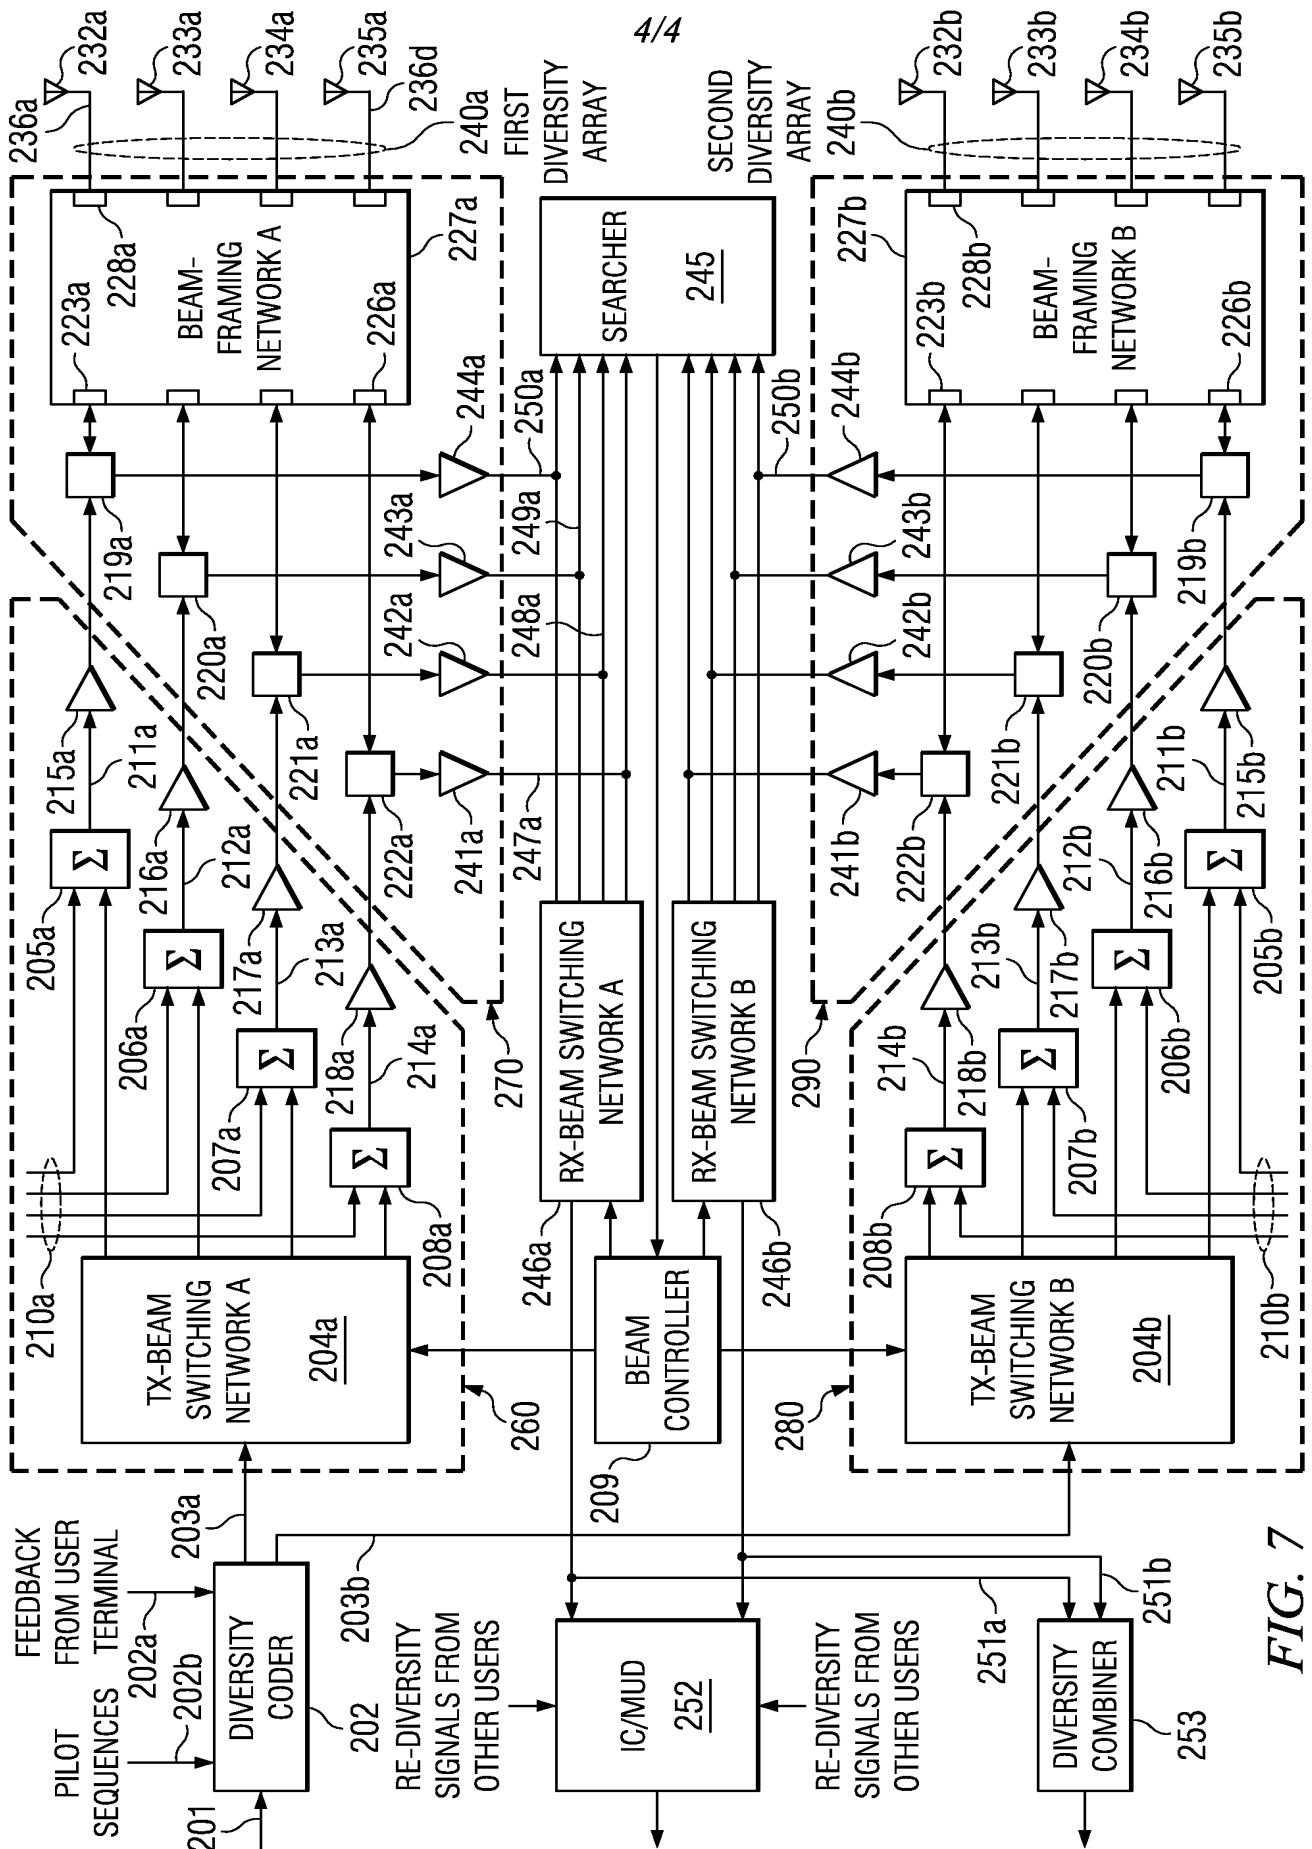 4/4
236a
232a
233a
234a
235a
236d
240a
FIRST
DIVERSITY
ARRAY
SECOND
DIVERSITY
ARRAY
240b
232b
233b
234b
235b
223a
228a
BEAM-
FRAMING
NETWORK A
226a
227a
SEARCHER
245
227b
223b
228b
BEAM-
FRAMING
NETWORK B
226b
219a
220a
221a
222a
244a
243a
242a
241a
250a
249a
248a
247a
250b
244b
243b
242b
241b
219b
220b
221b
222b
215a
211a
216a
212a
217a
213a
218a
214a
205a
Σ
206a
Σ
207a
Σ
208a
Σ
210a
270
RX-BEAM SWITCHING
NETWORK A
246a
RX-BEAM SWITCHING
NETWORK B
246b
290
214b
218b
213b
217b
212b
216b
211b
215b
Σ
208b
Σ
207b
Σ
206b
Σ
205b
210b
TX-BEAM
SWITCHING
NETWORK A
204a
260
BEAM
CONTROLLER
209
280
TX-BEAM
SWITCHING
NETWORK B
204b
FEEDBACK
FROM USER
TERMINAL
202a
PILOT
SEQUENCES
202b
201
DIVERSITY
CODER
202
203a
203b
RE-DIVERSITY
SIGNALS FROM
OTHER USERS
IC/MUD
252
RE-DIVERSITY
SIGNALS FROM
OTHER USERS
251a
251b
DIVERSITY
COMBINER
253
FIG. 7